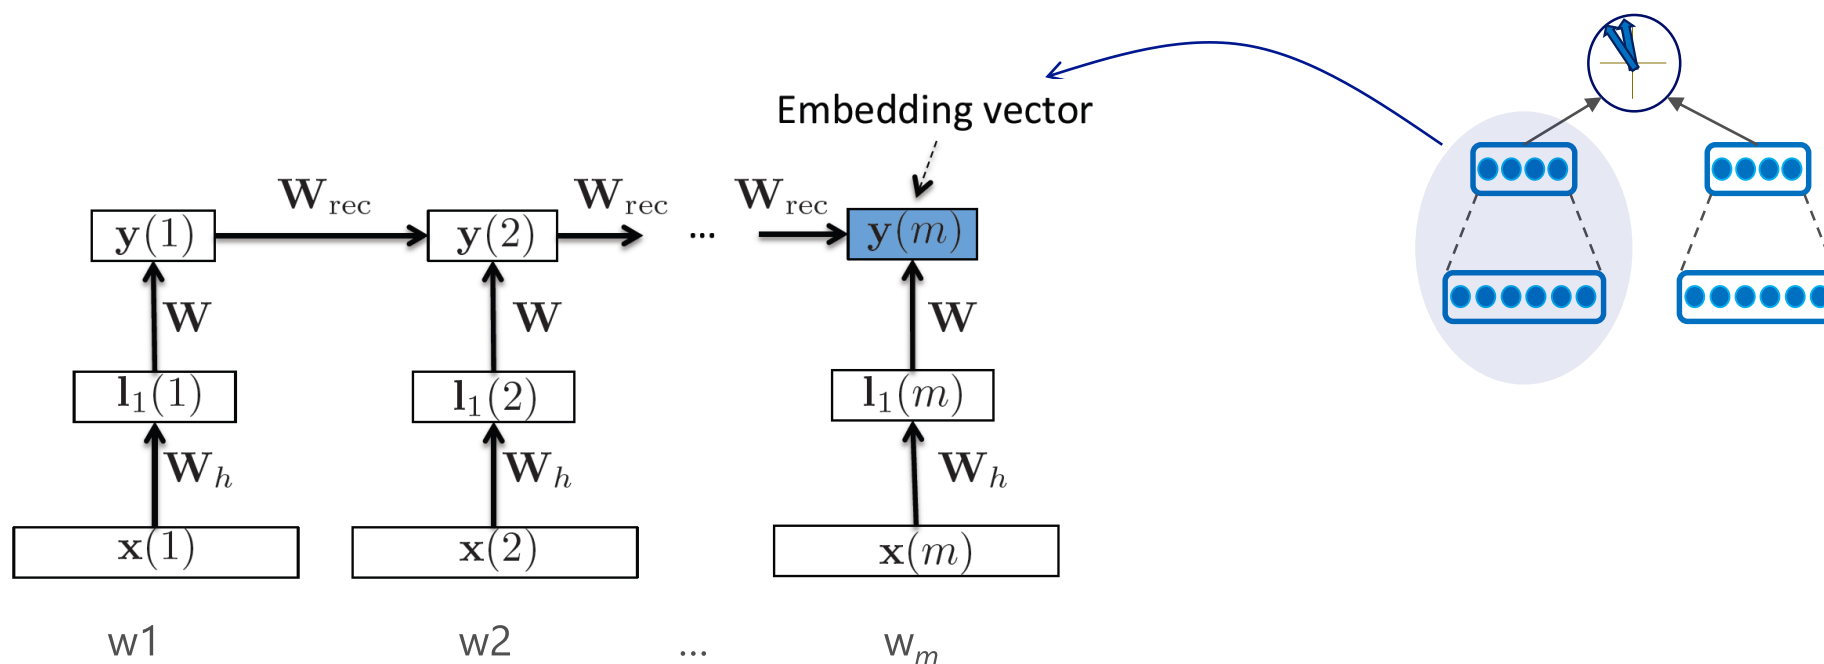 Embedding vector
W_rec W_rec W_rec
y(1) y(2) ... y(m)
W W W
l_1(1) l_1(2) l_1(m)
W_h W_h W_h
x(1) x(2) x(m)
w1 w2 ... w_m